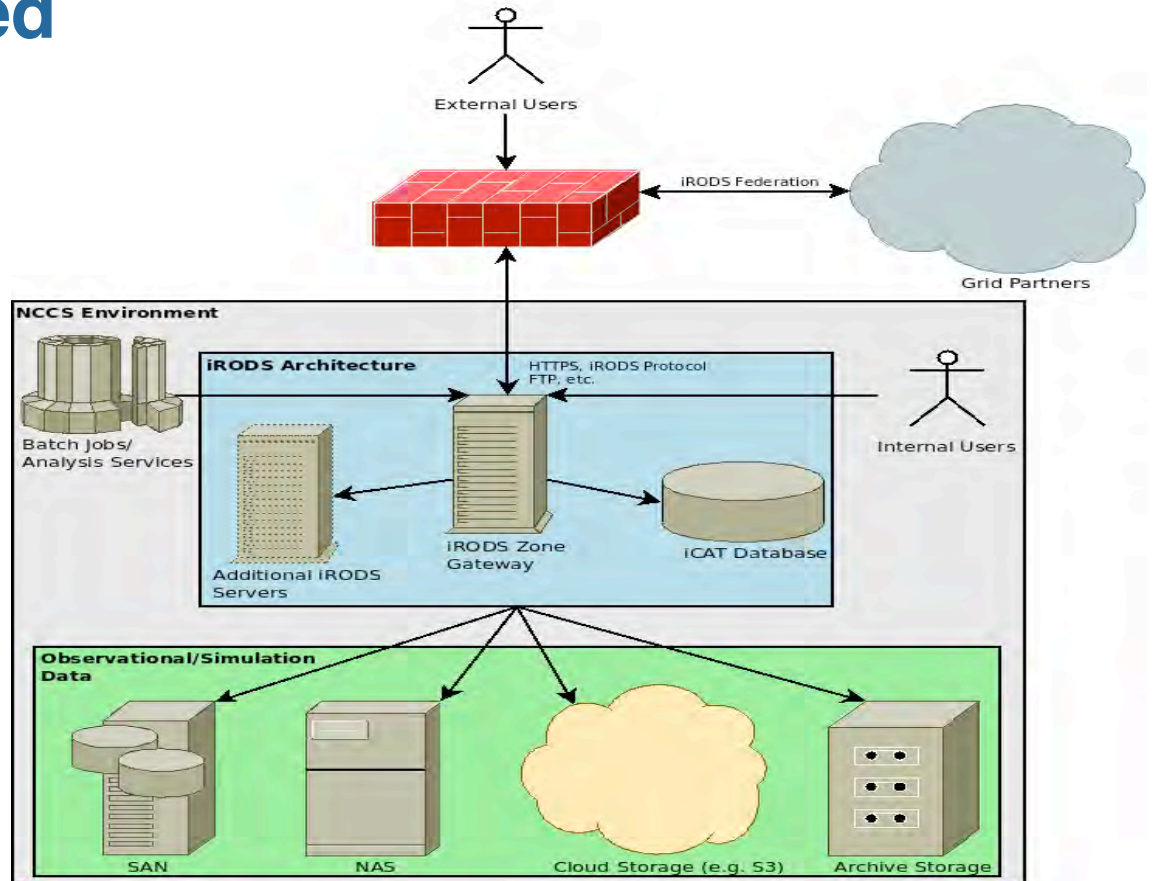 ed
External Users
iRODS Federation
Grid Partners
NCCS Environment
iRODS Architecture
HTTPS, iRODS Protocol
FTP, etc.
Batch Jobs/
Analysis Services
Internal Users
iRODS Zone
Gateway
iCAT Database
Additional iRODS
Servers
Observational/Simulation
Data
SAN
NAS
Cloud Storage (e.g. S3)
Archive Storage